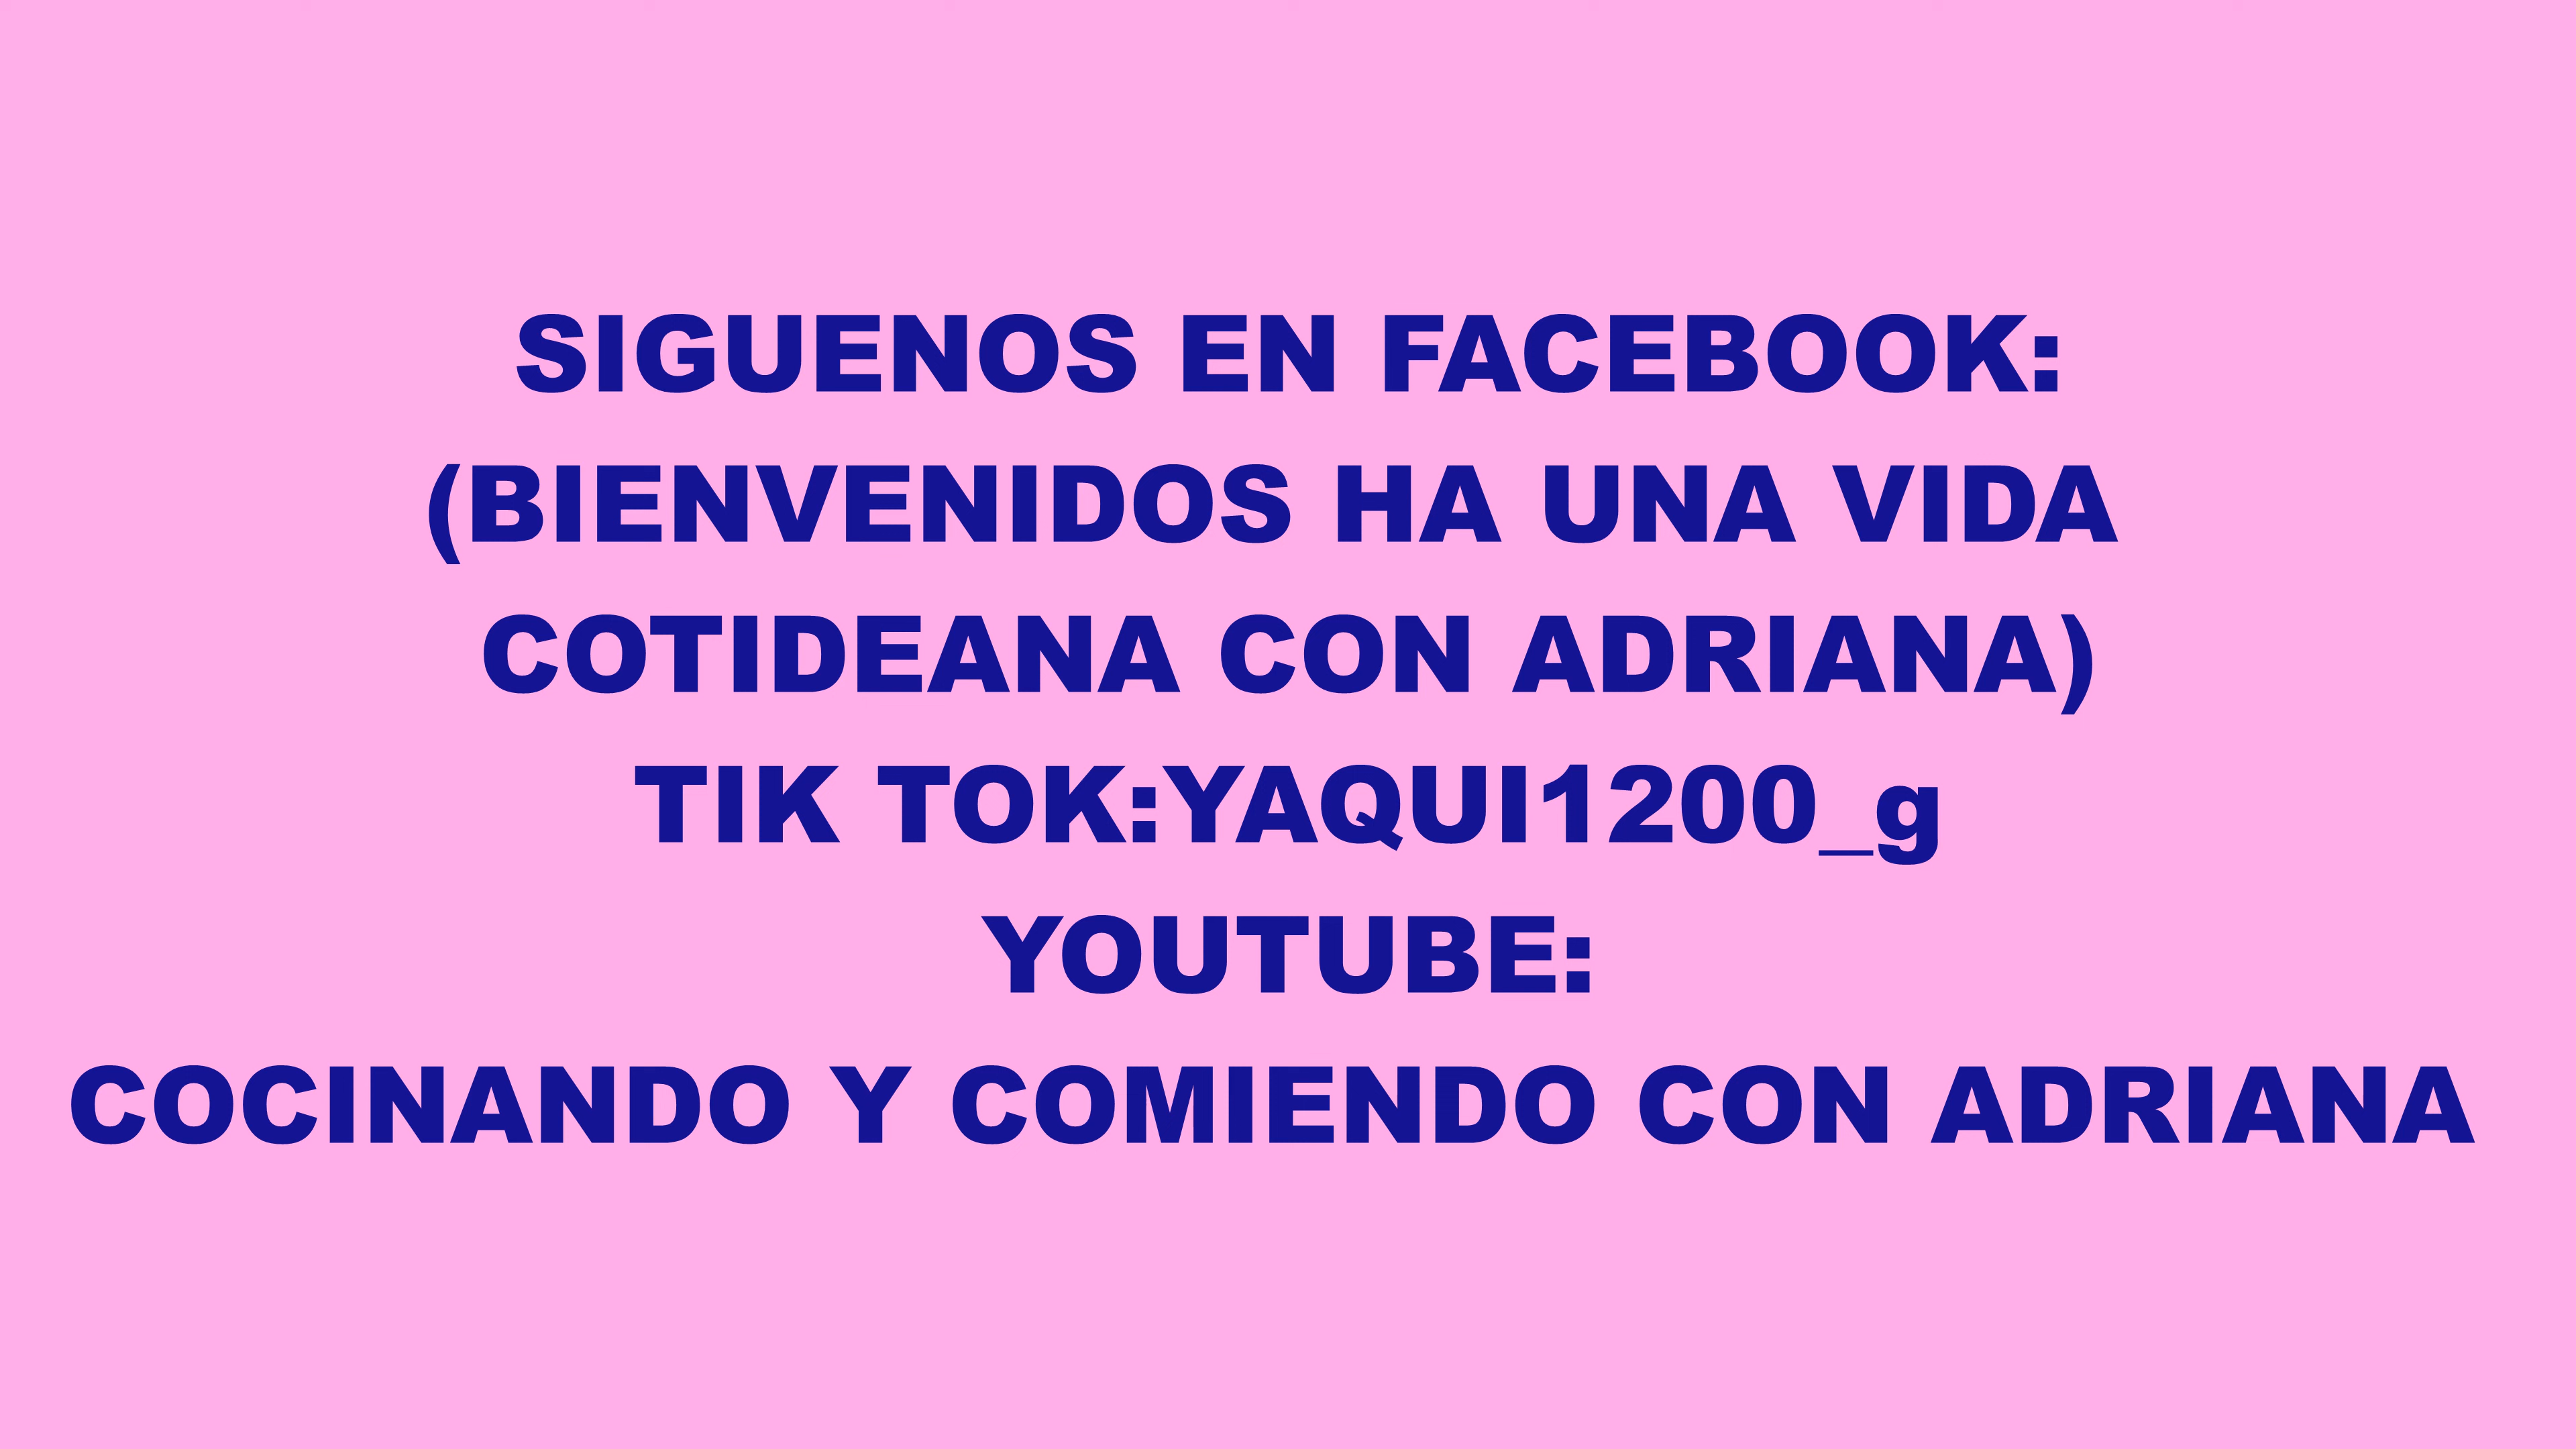 SIGUENOS EN FACEBOOK:
(BIENVENIDOS HA UNA VIDA
COTIDEANA CON ADRIANA)
TIK TOK:YAQUI1200_g
YOUTUBE:
COCINANDO Y COMIENDO CON ADRIANA